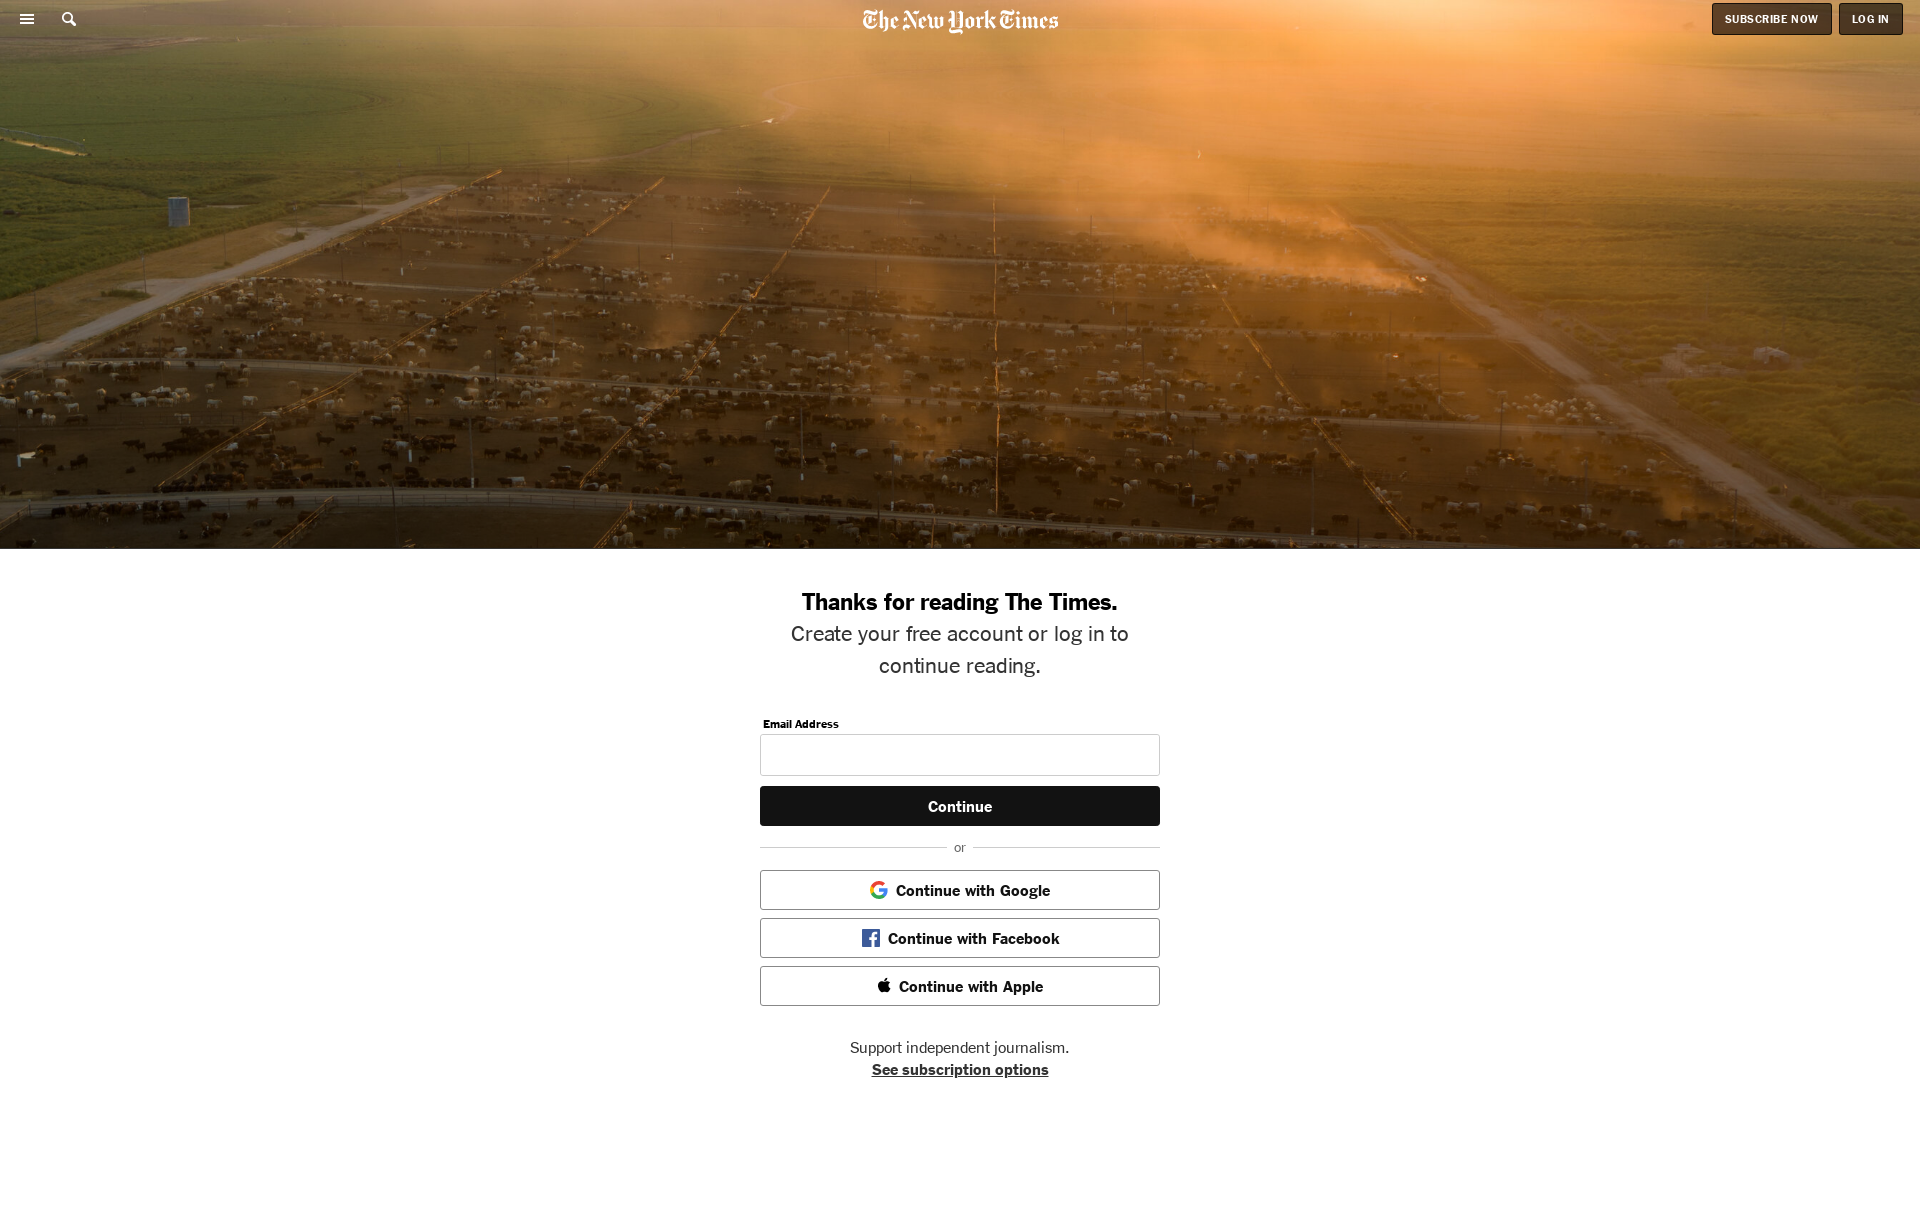 The New York Times
SUBSCRIBE NOW
LOG IN
Thanks for reading The Times.
Create your free account or log in to
continue reading.
Email Address
Continue
or
Continue with Google
Continue with Facebook
Continue with Apple
Support independent journalism.
See subscription options